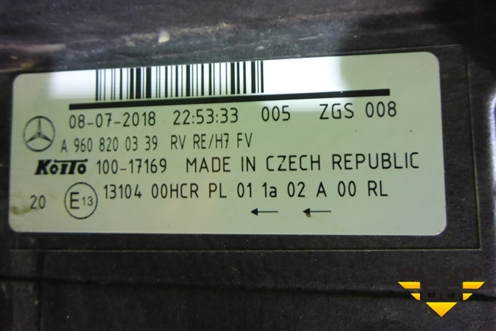 08-07-2018 22:53:33 005 ZGS 008
A 960 820 03 39 RV RE/H7 FV
KOITO 100-17169 MADE IN CZECH REPUBLIC
20 E13 13104 00HCR PL 01 1a 02 A 00 RL